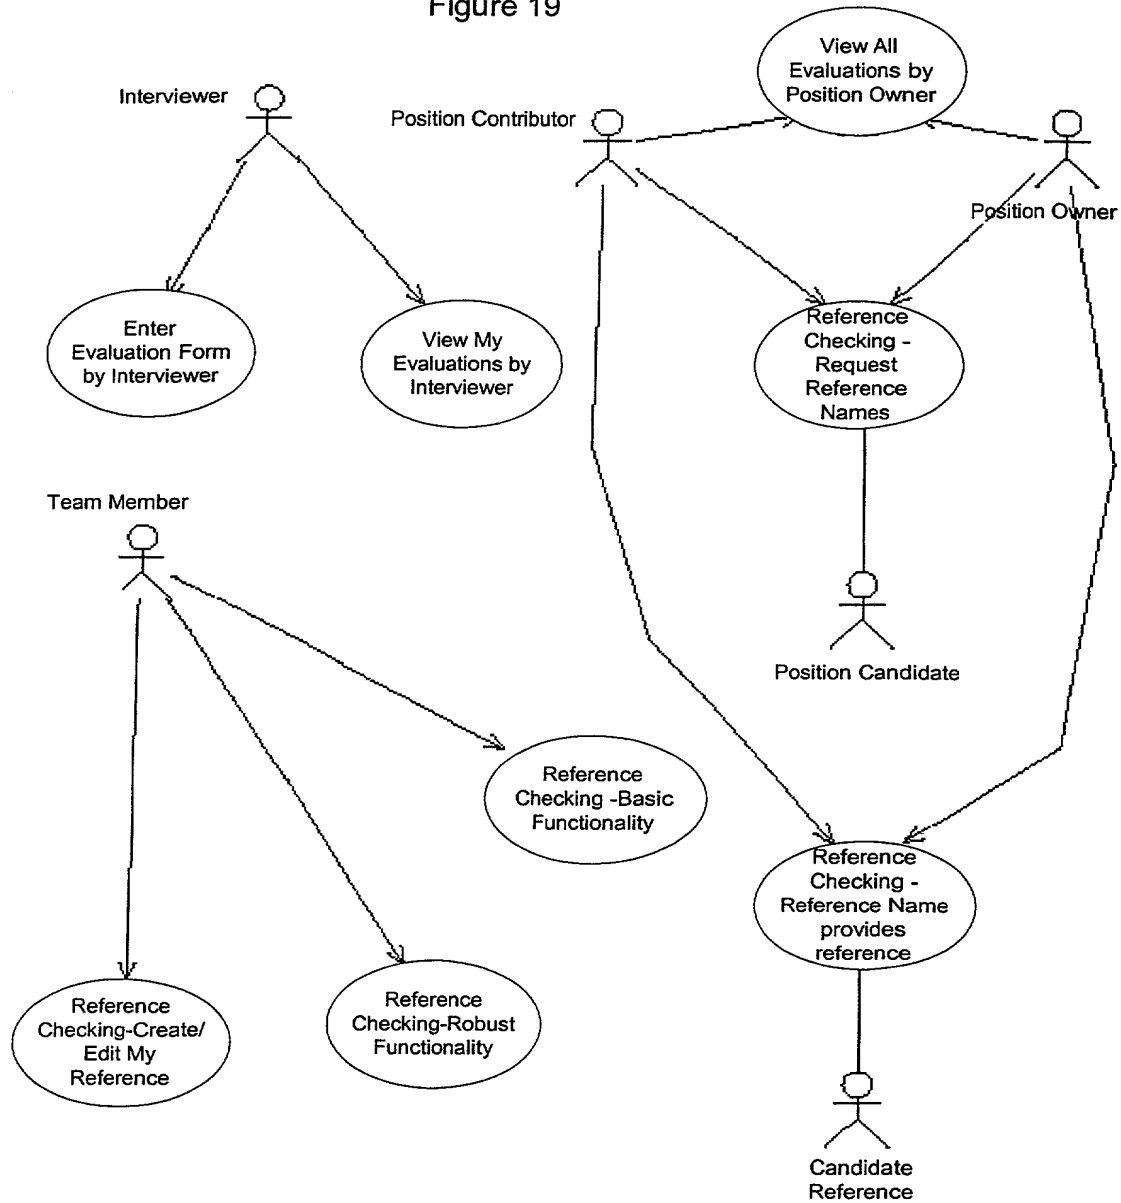 Figure 19
View All
Evaluations by
Position Owner
Interviewer
Position Contributor
Position Owner
Enter
Evaluation Form
by Interviewer
View My
Evaluations by
Interviewer
Reference
Checking -
Request
Reference
Names
Team Member
Position Candidate
Reference
Checking -Basic
Functionality
Reference
Checking -
Reference Name
provides
reference
Reference
Checking-Create/
Edit My
Reference
Reference
Checking-Robust
Functionality
Candidate
Reference